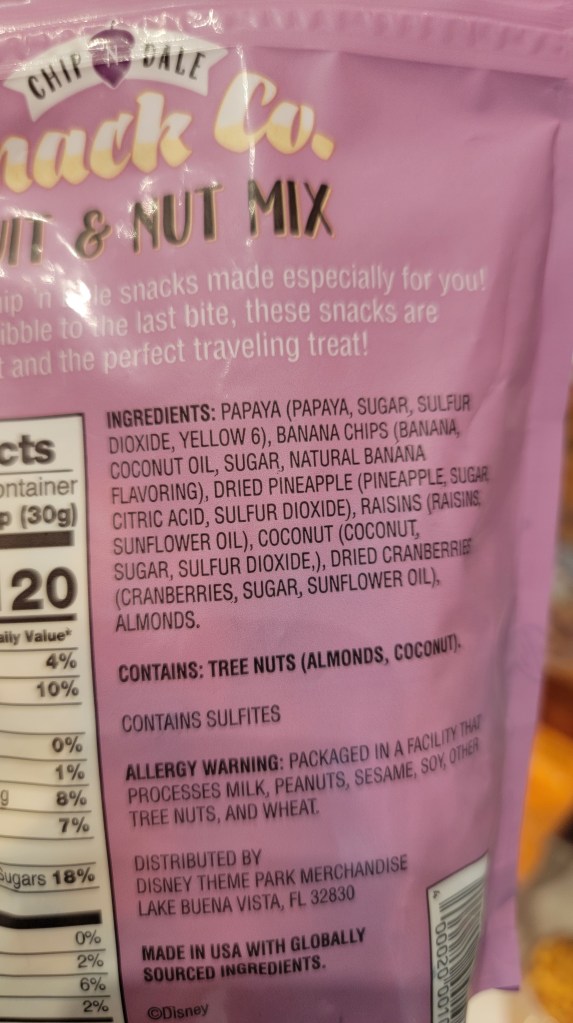 CHIP N DALE
Co.
& NUT MIX
snacks made especially for you!
to the last bite, these snacks are
and the perfect traveling treat!
INGREDIENTS: PAPAYA (PAPAYA, SUGAR, SULFUR
DIOXIDE, YELLOW 6), BANANA CHIPS (BANANA,
COCONUT OIL, SUGAR, NATURAL BANANA
FLAVORING), DRIED PINEAPPLE (PINEAPPLE, SUGAR,
CITRIC ACID, SULFUR DIOXIDE), RAISINS (RAISINS,
SUNFLOWER OIL), COCONUT (COCONUT,
SUGAR, SULFUR DIOXIDE,), DRIED CRANBERRIES
(CRANBERRIES, SUGAR, SUNFLOWER OIL),
ALMONDS.
CONTAINS: TREE NUTS (ALMONDS, COCONUT).
CONTAINS SULFITES
ALLERGY WARNING: PACKAGED IN A FACILITY THAT
PROCESSES MILK, PEANUTS, SESAME, SOY, OTHER
TREE NUTS, AND WHEAT.
DISTRIBUTED BY
DISNEY THEME PARK MERCHANDISE
LAKE BUENA VISTA, FL 32830
MADE IN USA WITH GLOBALLY
SOURCED INGREDIENTS.
©Disney
cts
ontainer
p (30g)
120
aily Value*
4%
10%
0%
1%
g 8%
7%
Sugars 18%
0%
2%
6%
2%